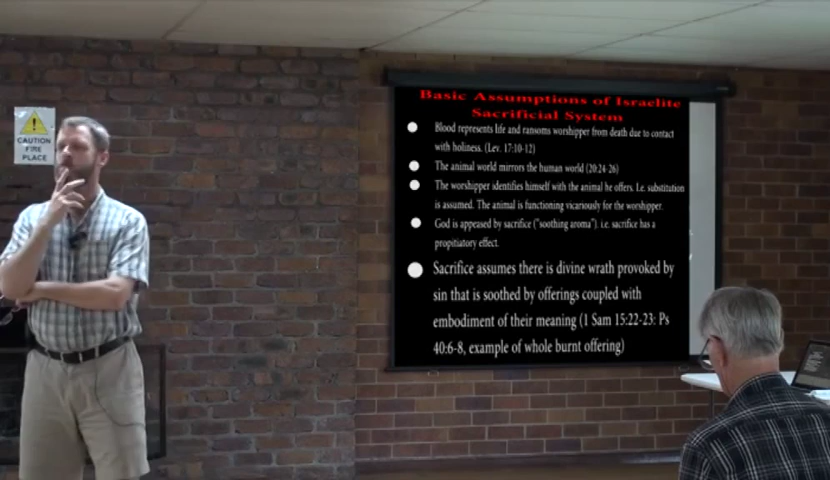 CAUTION
FIRE
PLACE
Basic Assumptions of Israelite
Sacrificial System
Blood represents life and ransoms worshipper from death due to contact
with holiness. (Lev. 17:10-12)
The animal world mirrors the human world (20:24-26)
The worshipper identifies himself with the animal he offers. I.e. substitution
is assumed. The animal is functioning vicariously for the worshipper.
God is appeased by sacrifice ("soothing aroma"). i.e. sacrifice has a
propitiatory effect.
Sacrifice assumes there is divine wrath provoked by
sin that is soothed by offerings coupled with
embodiment of their meaning (1 Sam 15:22-23: Ps
40:6-8, example of whole burnt offering)